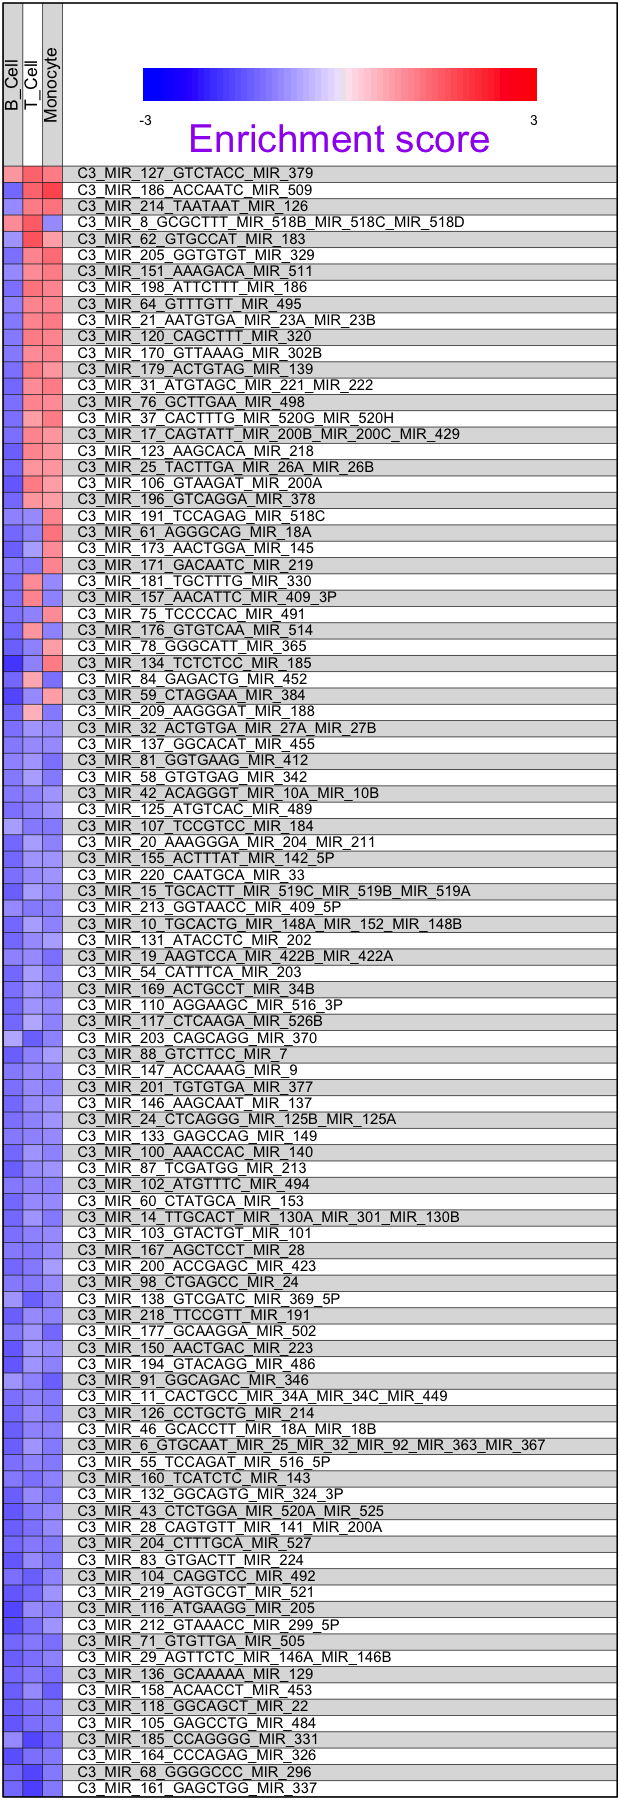 B_Cell
T_Cell
Monocyte
-3
3
Enrichment score
C3_MIR_127_GTCTACC_MIR_379
C3_MIR_186_ACCAATC_MIR_509
C3_MIR_214_TAATAAT_MIR_126
C3_MIR_8_GCGCTTT_MIR_518B_MIR_518C_MIR_518D
C3_MIR_62_GTGCCAT_MIR_183
C3_MIR_205_GGTGTGT_MIR_329
C3_MIR_151_AAAGACA_MIR_511
C3_MIR_198_ATTCTTT_MIR_186
C3_MIR_64_GTTTGTT_MIR_495
C3_MIR_21_AATGTGA_MIR_23A_MIR_23B
C3_MIR_120_CAGCTTT_MIR_320
C3_MIR_170_GTTAAAG_MIR_302B
C3_MIR_179_ACTGTAG_MIR_139
C3_MIR_31_ATGTAGC_MIR_221_MIR_222
C3_MIR_76_GCTTGAA_MIR_498
C3_MIR_37_CACTTTG_MIR_520G_MIR_520H
C3_MIR_17_CAGTATT_MIR_200B_MIR_200C_MIR_429
C3_MIR_123_AAGCACA_MIR_218
C3_MIR_25_TACTTGA_MIR_26A_MIR_26B
C3_MIR_106_GTAAGAT_MIR_200A
C3_MIR_196_GTCAGGA_MIR_378
C3_MIR_191_TCCAGAG_MIR_518C
C3_MIR_61_AGGGCAG_MIR_18A
C3_MIR_173_AACTGGA_MIR_145
C3_MIR_171_GACAATC_MIR_219
C3_MIR_181_TGCTTTG_MIR_330
C3_MIR_157_AACATTC_MIR_409_3P
C3_MIR_75_TCCCCAC_MIR_491
C3_MIR_176_GTGTCAA_MIR_514
C3_MIR_78_GGGCATT_MIR_365
C3_MIR_134_TCTCTCC_MIR_185
C3_MIR_84_GAGACTG_MIR_452
C3_MIR_59_CTAGGAA_MIR_384
C3_MIR_209_AAGGGAT_MIR_188
C3_MIR_32_ACTGTGA_MIR_27A_MIR_27B
C3_MIR_137_GGCACAT_MIR_455
C3_MIR_81_GGTGAAG_MIR_412
C3_MIR_58_GTGTGAG_MIR_342
C3_MIR_42_ACAGGGT_MIR_10A_MIR_10B
C3_MIR_125_ATGTCAC_MIR_489
C3_MIR_107_TCCGTCC_MIR_184
C3_MIR_20_AAAGGGA_MIR_204_MIR_211
C3_MIR_155_ACTTTAT_MIR_142_5P
C3_MIR_220_CAATGCA_MIR_33
C3_MIR_15_TGCACTT_MIR_519C_MIR_519B_MIR_519A
C3_MIR_213_GGTAACC_MIR_409_5P
C3_MIR_10_TGCACTG_MIR_148A_MIR_152_MIR_148B
C3_MIR_131_ATACCTC_MIR_202
C3_MIR_19_AAGTCCA_MIR_422B_MIR_422A
C3_MIR_54_CATTTCA_MIR_203
C3_MIR_169_ACTGCCT_MIR_34B
C3_MIR_110_AGGAAGC_MIR_516_3P
C3_MIR_117_CTCAAGA_MIR_526B
C3_MIR_203_CAGCAGG_MIR_370
C3_MIR_88_GTCTTCC_MIR_7
C3_MIR_147_ACCAAAG_MIR_9
C3_MIR_201_TGTGTGA_MIR_377
C3_MIR_146_AAGCAAT_MIR_137
C3_MIR_24_CTCAGGG_MIR_125B_MIR_125A
C3_MIR_133_GAGCCAG_MIR_149
C3_MIR_100_AAACCAC_MIR_140
C3_MIR_87_TCGATGG_MIR_213
C3_MIR_102_ATGTTTC_MIR_494
C3_MIR_60_CTATGCA_MIR_153
C3_MIR_14_TTGCACT_MIR_130A_MIR_301_MIR_130B
C3_MIR_103_GTACTGT_MIR_101
C3_MIR_167_AGCTCCT_MIR_28
C3_MIR_200_ACCGAGC_MIR_423
C3_MIR_98_CTGAGCC_MIR_24
C3_MIR_138_GTCGATC_MIR_369_5P
C3_MIR_218_TTCCGTT_MIR_191
C3_MIR_177_GCAAGGA_MIR_502
C3_MIR_150_AACTGAC_MIR_223
C3_MIR_194_GTACAGG_MIR_486
C3_MIR_91_GGCAGAC_MIR_346
C3_MIR_11_CACTGCC_MIR_34A_MIR_34C_MIR_449
C3_MIR_126_CCTGCTG_MIR_214
C3_MIR_46_GCACCTT_MIR_18A_MIR_18B
C3_MIR_6_GTGCAAT_MIR_25_MIR_32_MIR_92_MIR_363_MIR_367
C3_MIR_55_TCCAGAT_MIR_516_5P
C3_MIR_160_TCATCTC_MIR_143
C3_MIR_132_GGCAGTG_MIR_324_3P
C3_MIR_43_CTCTGGA_MIR_520A_MIR_525
C3_MIR_28_CAGTGTT_MIR_141_MIR_200A
C3_MIR_204_CTTTGCA_MIR_527
C3_MIR_83_GTGACTT_MIR_224
C3_MIR_104_CAGGTCC_MIR_492
C3_MIR_219_AGTGCGT_MIR_521
C3_MIR_116_ATGAAGG_MIR_205
C3_MIR_212_GTAAACC_MIR_299_5P
C3_MIR_71_GTGTTGA_MIR_505
C3_MIR_29_AGTTCTC_MIR_146A_MIR_146B
C3_MIR_136_GCAAAAA_MIR_129
C3_MIR_158_ACAACCT_MIR_453
C3_MIR_118_GGCAGCT_MIR_22
C3_MIR_105_GAGCCTG_MIR_484
C3_MIR_185_CCAGGGG_MIR_331
C3_MIR_164_CCCAGAG_MIR_326
C3_MIR_68_GGGGCCC_MIR_296
C3_MIR_161_GAGCTGG_MIR_337